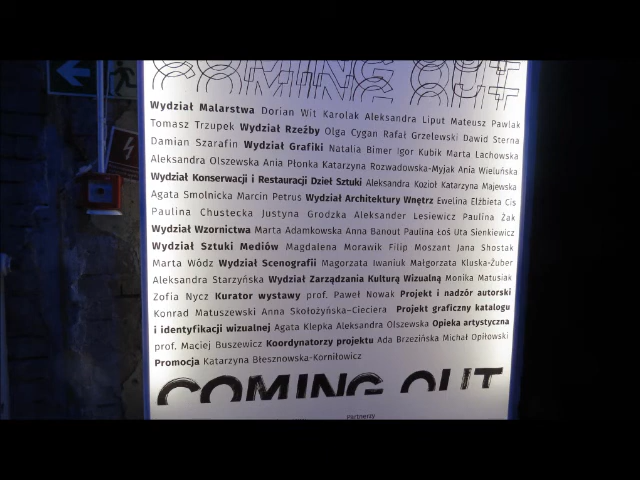 COMING OUT
Wydział Malarstwa Dorian Wit Karolak Aleksandra Liput Mateusz Pawlak
Tomasz Trzupek Wydział Rzeźby Olga Cygan Rafał Grzelewski Dawid Sterna
Damian Szarafin Wydział Grafiki Natalia Bimer Igor Kubik Marta Lachowska
Aleksandra Olszewska Ania Płonka Katarzyna Rozwadowska-Myjak Ania Wieluńska
Wydział Konserwacji i Restauracji Dzieł Sztuki Aleksandra Kozioł Katarzyna Majewska
Agata Smolnicka Marcin Petrus Wydział Architektury Wnętrz Ewelina Elżbieta Cis
Paulina Chustecka Justyna Grodzka Aleksander Lesiewicz Paulina Żak
Wydział Wzornictwa Marta Adamkowska Anna Banout Paulina Łoś Uta Sienkiewicz
Wydział Sztuki Mediów Magdalena Morawik Filip Moszant Jana Shostak
Marta Wódz Wydział Scenografii Magorzata Iwaniuk Małgorzata Kluska-Żuber
Aleksandra Starzyńska Wydział Zarządzania Kulturą Wizualną Monika Matusiak
Zofia Nycz Kurator wystawy prof. Paweł Nowak Projekt i nadzór autorski
Konrad Matuszewski Anna Skołożyńska-Cieciera Projekt graficzny katalogu
i identyfikacji wizualnej Agata Klepka Aleksandra Olszewska Opieka artystyczna
prof. Maciej Buszewicz Koordynatorzy projektu Ada Brzezińska Michał Opiłowski
Promocja Katarzyna Błesznowska-Korniłowicz
COMING OUT
Partnerzy